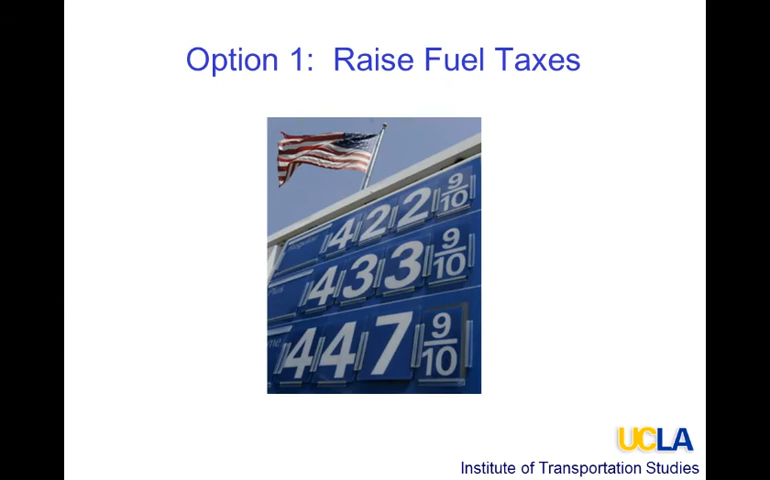 Option 1: Raise Fuel Taxes
Regular 4 2 2 9/10
4 3 3 9/10
4 4 7 9/10
UCLA
Institute of Transportation Studies